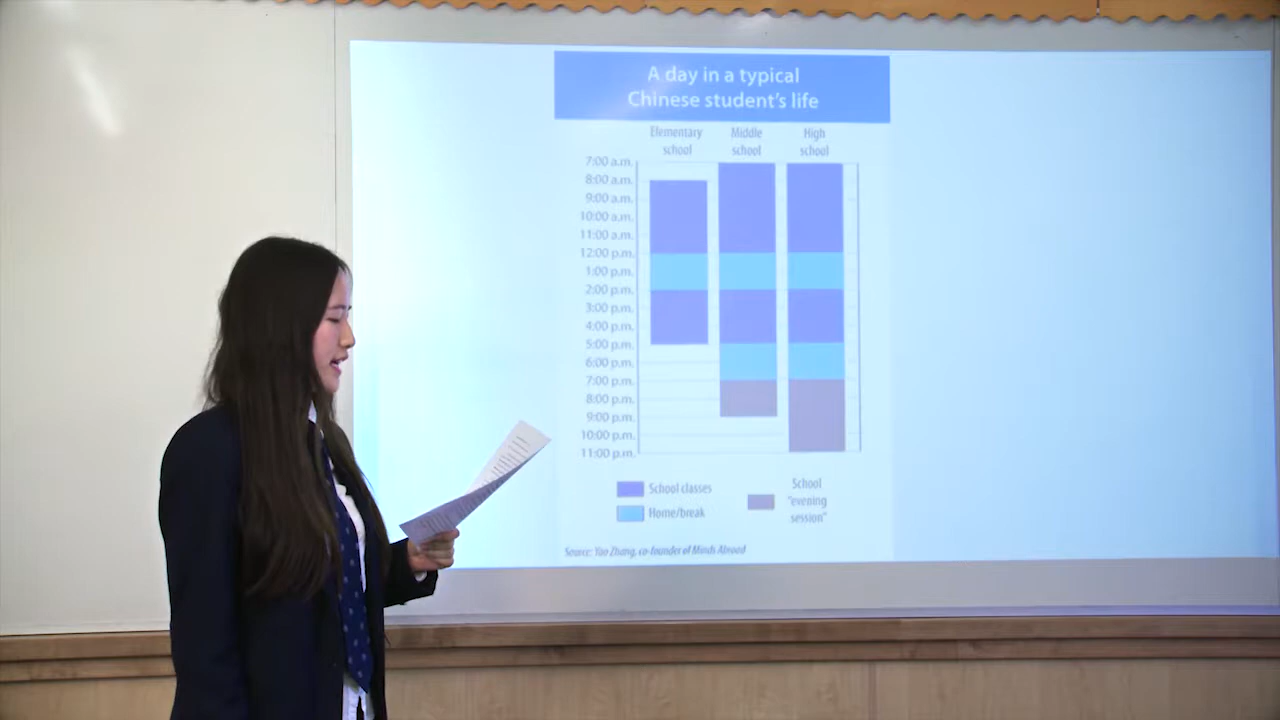 A day in a typical
Chinese student's life
Elementary school
Middle school
High school
7:00 a.m.
8:00 a.m.
9:00 a.m.
10:00 a.m.
11:00 a.m.
12:00 p.m.
1:00 p.m.
2:00 p.m.
3:00 p.m.
4:00 p.m.
5:00 p.m.
6:00 p.m.
7:00 p.m.
8:00 p.m.
9:00 p.m.
10:00 p.m.
11:00 p.m.
School classes
Home/break
School
"evening
session"
Source: Yao Zhang, co-founder of Minds Abroad